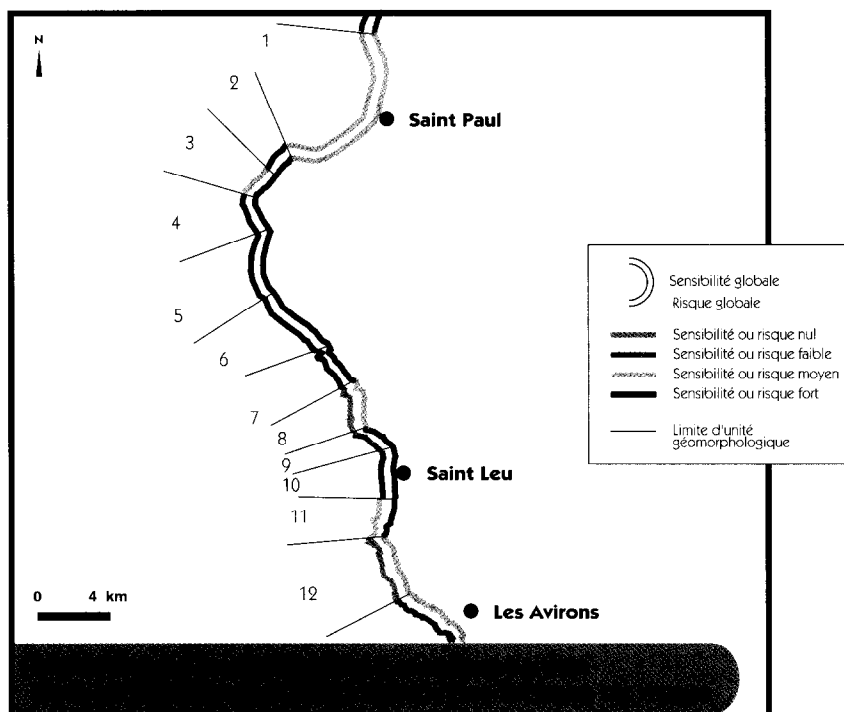 N
1
2
Saint Paul
3
4
Sensibilité globale
Risque globale
5
Sensibilité ou risque nul
Sensibilité ou risque faible
6
Sensibilité ou risque moyen
Sensibilité ou risque fort
7
Limite d'unité
géomorphologique
8
9
Saint Leu
10
11
12
0 4 km
Les Avirons